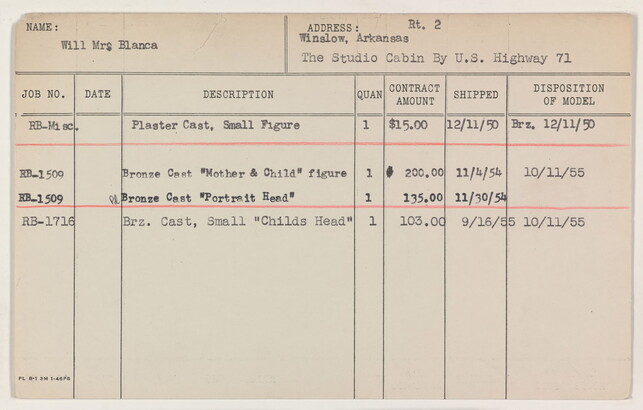 NAME: ADDRESS: Rt. 2
Will Mrs Blanca Winslow, Arkansas
The Studio Cabin By U.S. Highway 71
JOB NO. DATE DESCRIPTION QUAN CONTRACT AMOUNT SHIPPED DISPOSITION OF MODEL
RB-Misc. Plaster Cast, Small Figure 1 $15.00 12/11/50 Brz. 12/11/50
RB-1509 Bronze Cast "Mother & Child" figure 1 200.00 11/4/54 10/11/55
RB-1509 Bronze Cast "Portrait Head" 1 135.00 11/30/54
RB-1716 Brz. Cast, Small "Childs Head" 1 103.00 9/16/55 10/11/55